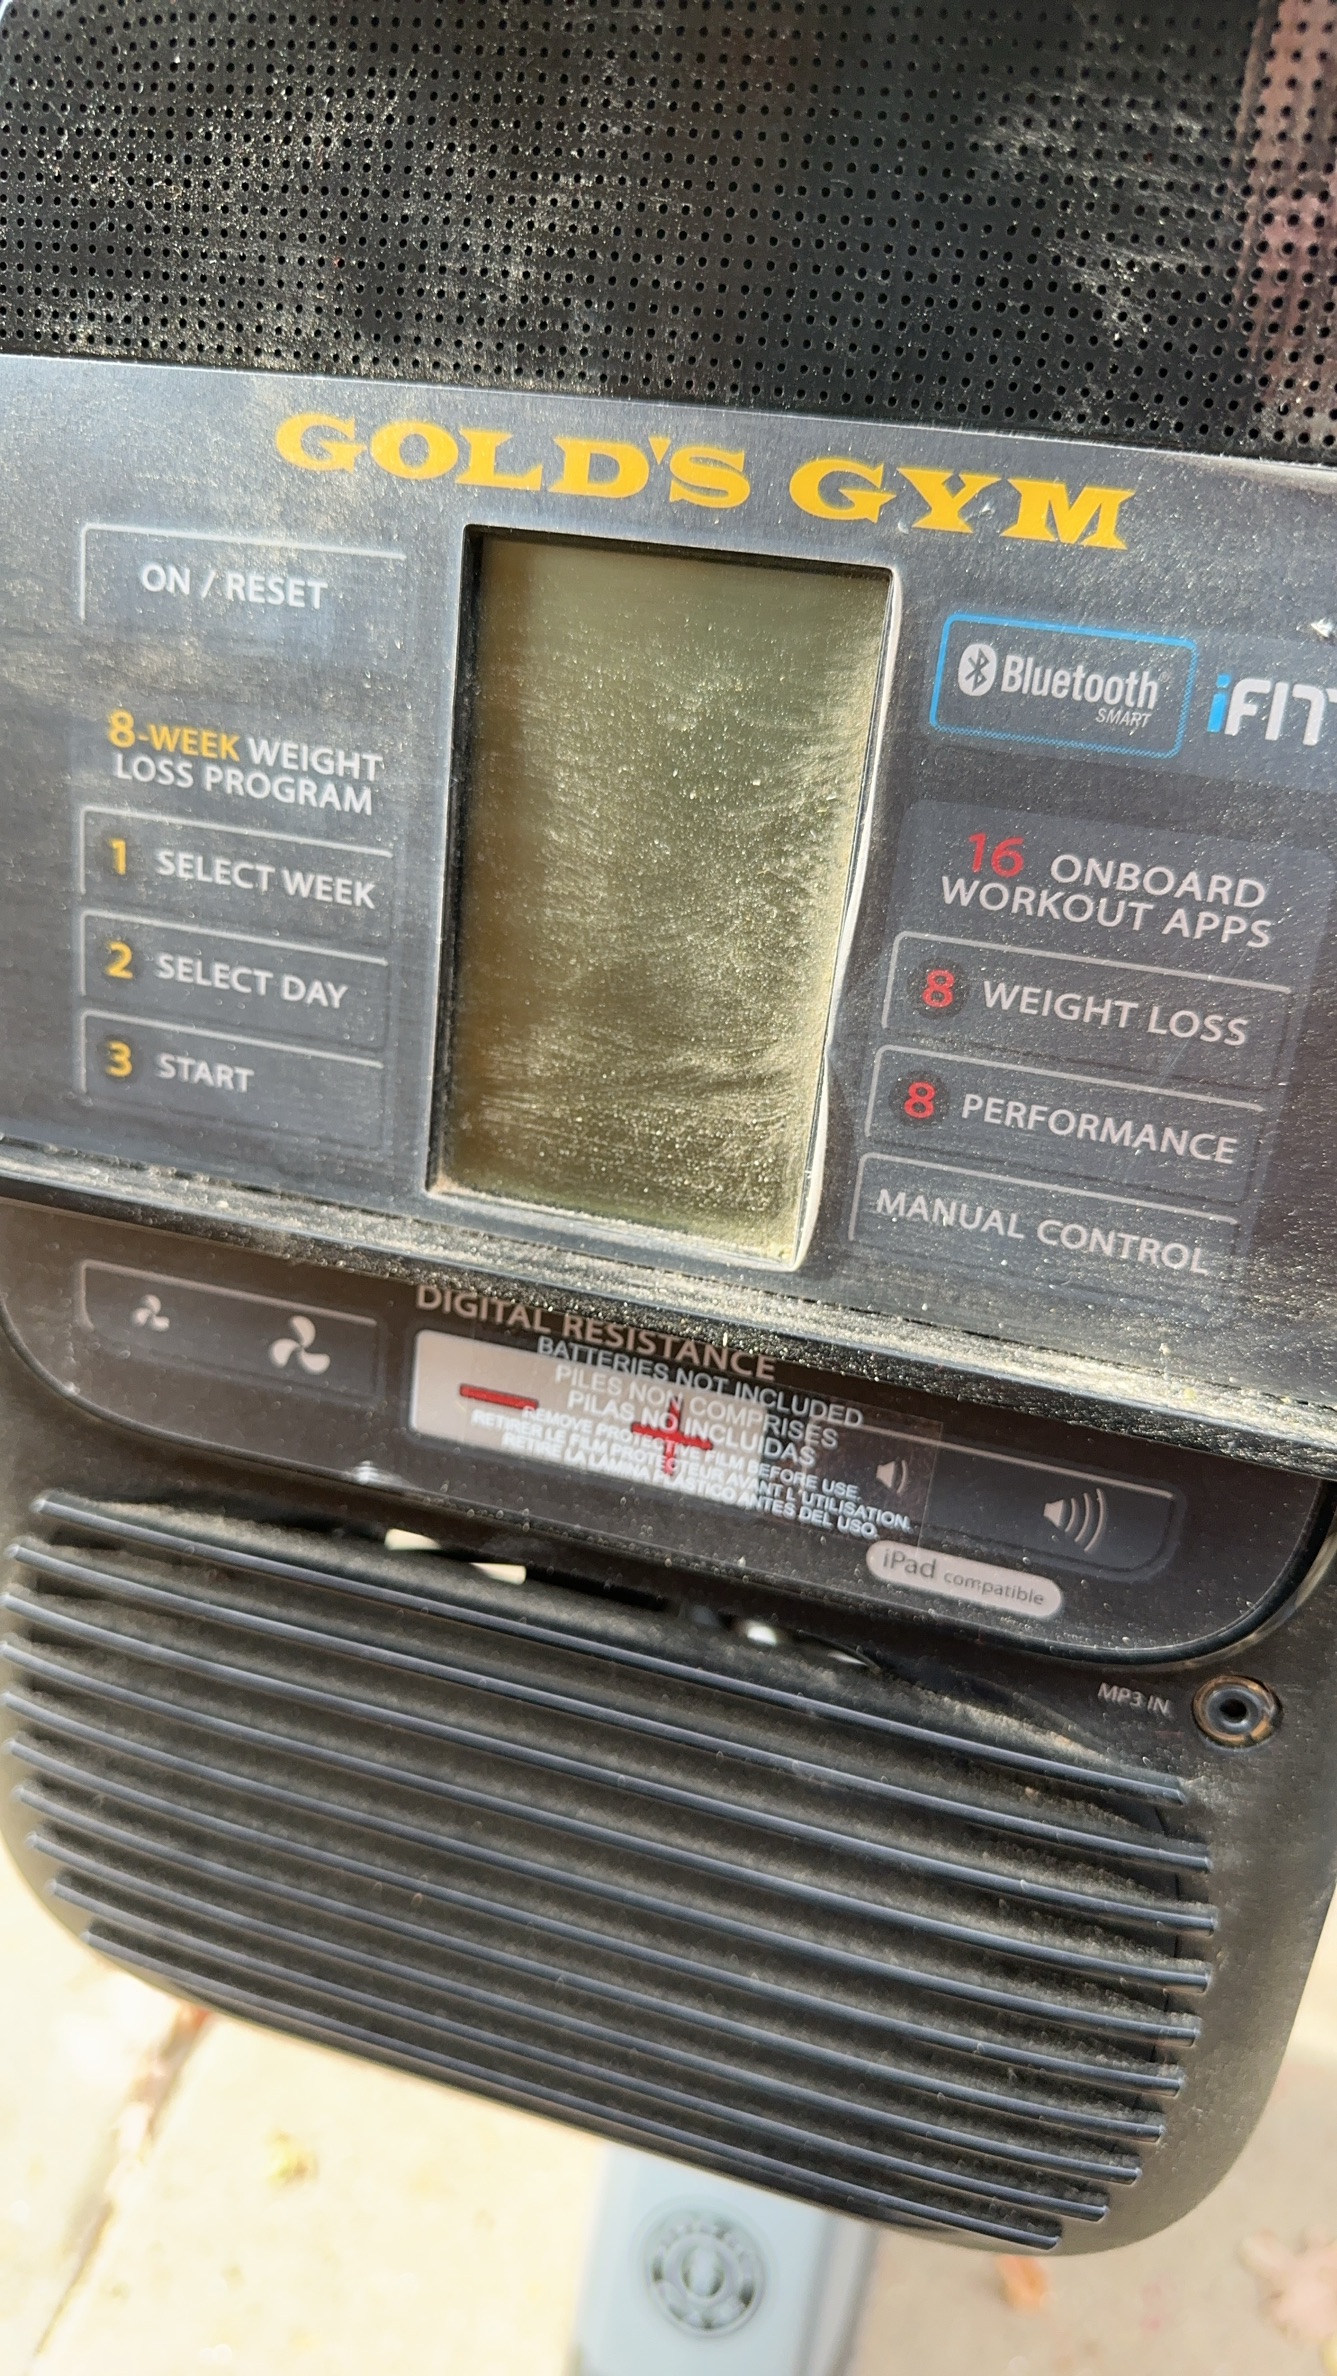 GOLD'S GYM
ON / RESET
8-WEEK WEIGHT
LOSS PROGRAM
1 SELECT WEEK
2 SELECT DAY
3 START
Bluetooth
SMART
iFIT
16 ONBOARD
WORKOUT APPS
8 WEIGHT LOSS
8 PERFORMANCE
MANUAL CONTROL
DIGITAL RESISTANCE
BATTERIES NOT INCLUDED
PILES NON COMPRISES
PILAS NO INCLUIDAS
REMOVE PROTECTIVE FILM BEFORE USE.
RETIRER LE FILM PROTECTEUR AVANT L'UTILISATION.
RETIRE LA LAMINA PLASTICO ANTES DEL USO.
iPad compatible
MP3 IN